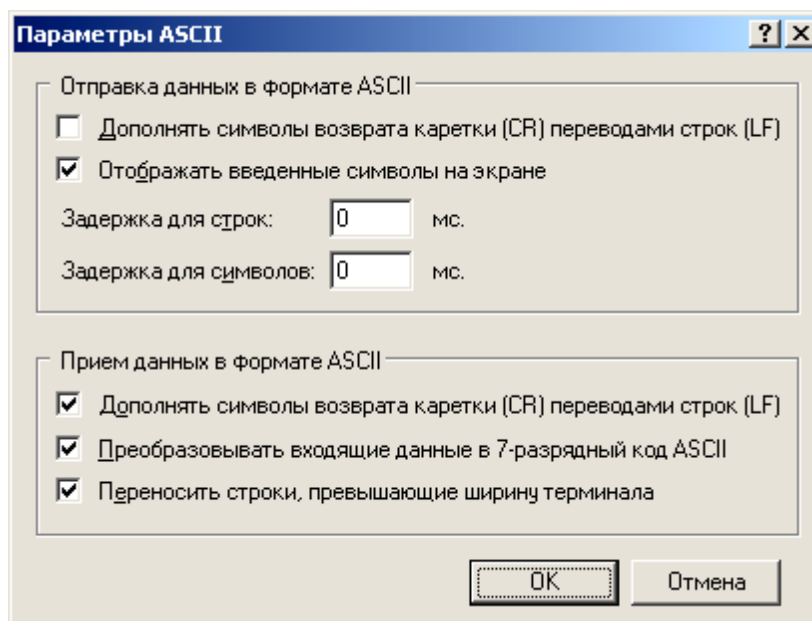 Параметры ASCII
Отправка данных в формате ASCII
Дополнять символы возврата каретки (CR) переводами строк (LF)
Отображать введенные символы на экране
Задержка для строк: 0 мс.
Задержка для символов: 0 мс.
Прием данных в формате ASCII
Дополнять символы возврата каретки (CR) переводами строк (LF)
Преобразовывать входящие данные в 7-разрядный код ASCII
Переносить строки, превышающие ширину терминала
OK Отмена